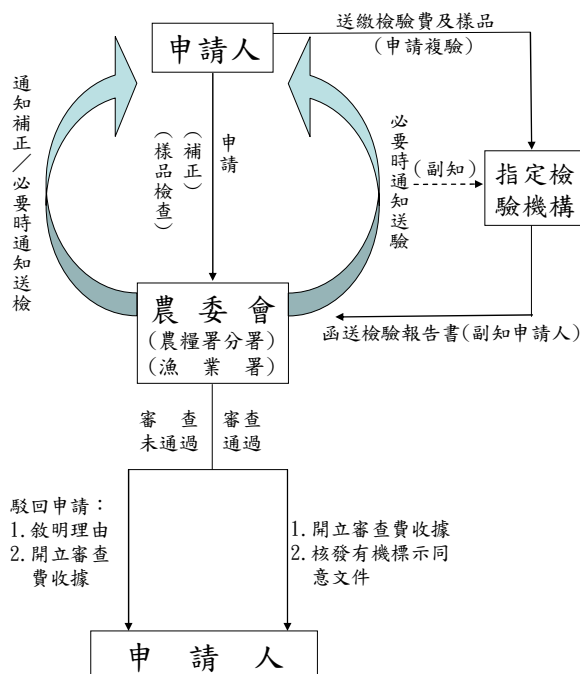 送繳檢驗費及樣品
(申請複驗)
申請人
通知補正／必要時通知送檢
申請
(補正)
(樣品檢查)
必要時通知送驗
(副知)
指定檢
驗機構
農委會
(農糧署分署)
(漁業署)
函送檢驗報告書(副知申請人)
審查
未通過
審查
通過
駁回申請：
1.敘明理由
2.開立審查
費收據
1.開立審查費收據
2.核發有機標示同
意文件
申請人